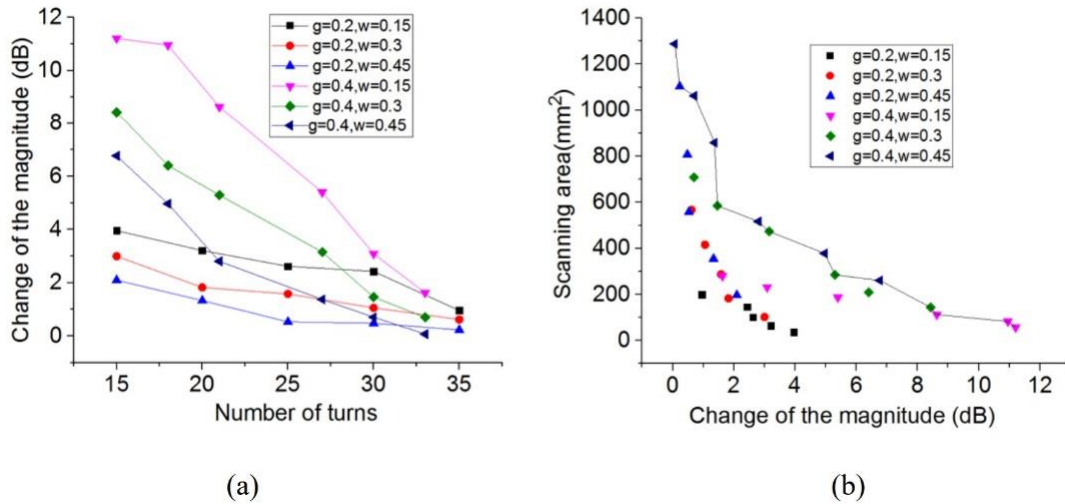 12
10
8
6
4
2
0
Change of the magnitude (dB)
g=0.2,w=0.15
g=0.2,w=0.3
g=0.2,w=0.45
g=0.4,w=0.15
g=0.4,w=0.3
g=0.4,w=0.45
15 20 25 30 35
Number of turns
(a)
1400
1200
1000
800
600
400
200
0
Scanning area(mm²)
g=0.2,w=0.15
g=0.2,w=0.3
g=0.2,w=0.45
g=0.4,w=0.15
g=0.4,w=0.3
g=0.4,w=0.45
0 2 4 6 8 10 12
Change of the magnitude (dB)
(b)